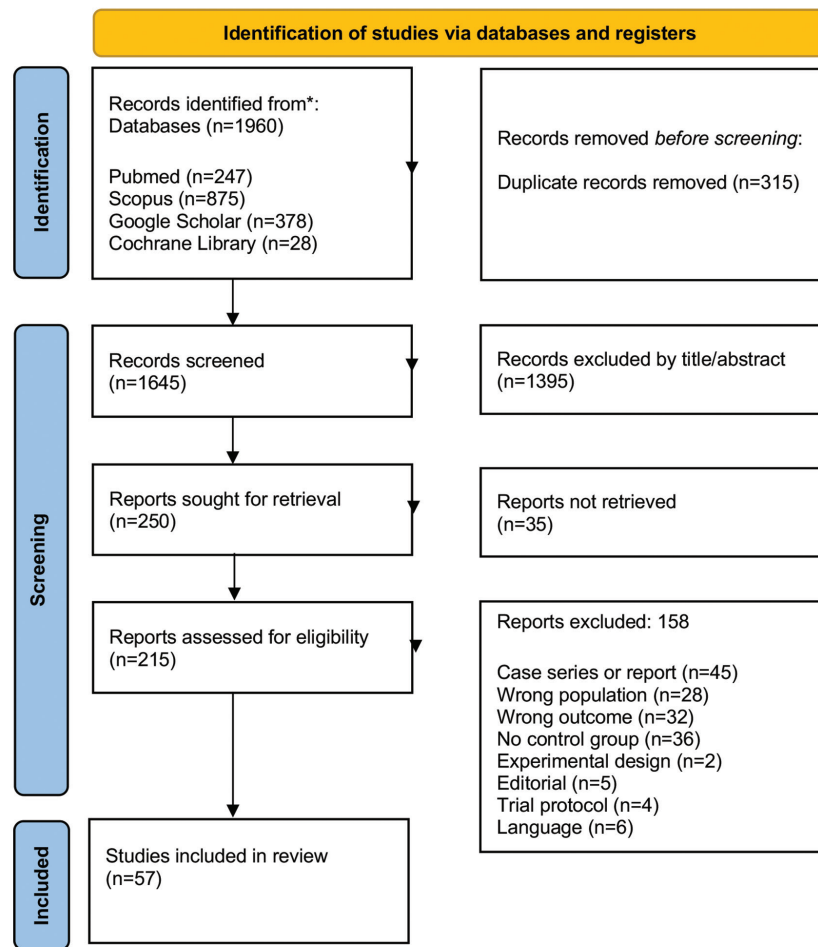 Identification of studies via databases and registers
Identification
Records identified from*:
Databases (n=1960)
Pubmed (n=247)
Scopus (n=875)
Google Scholar (n=378)
Cochrane Library (n=28)
Records removed before screening:
Duplicate records removed (n=315)
Screening
Records screened
(n=1645)
Records excluded by title/abstract
(n=1395)
Reports sought for retrieval
(n=250)
Reports not retrieved
(n=35)
Reports assessed for eligibility
(n=215)
Reports excluded: 158
Case series or report (n=45)
Wrong population (n=28)
Wrong outcome (n=32)
No control group (n=36)
Experimental design (n=2)
Editorial (n=5)
Trial protocol (n=4)
Language (n=6)
Included
Studies included in review
(n=57)